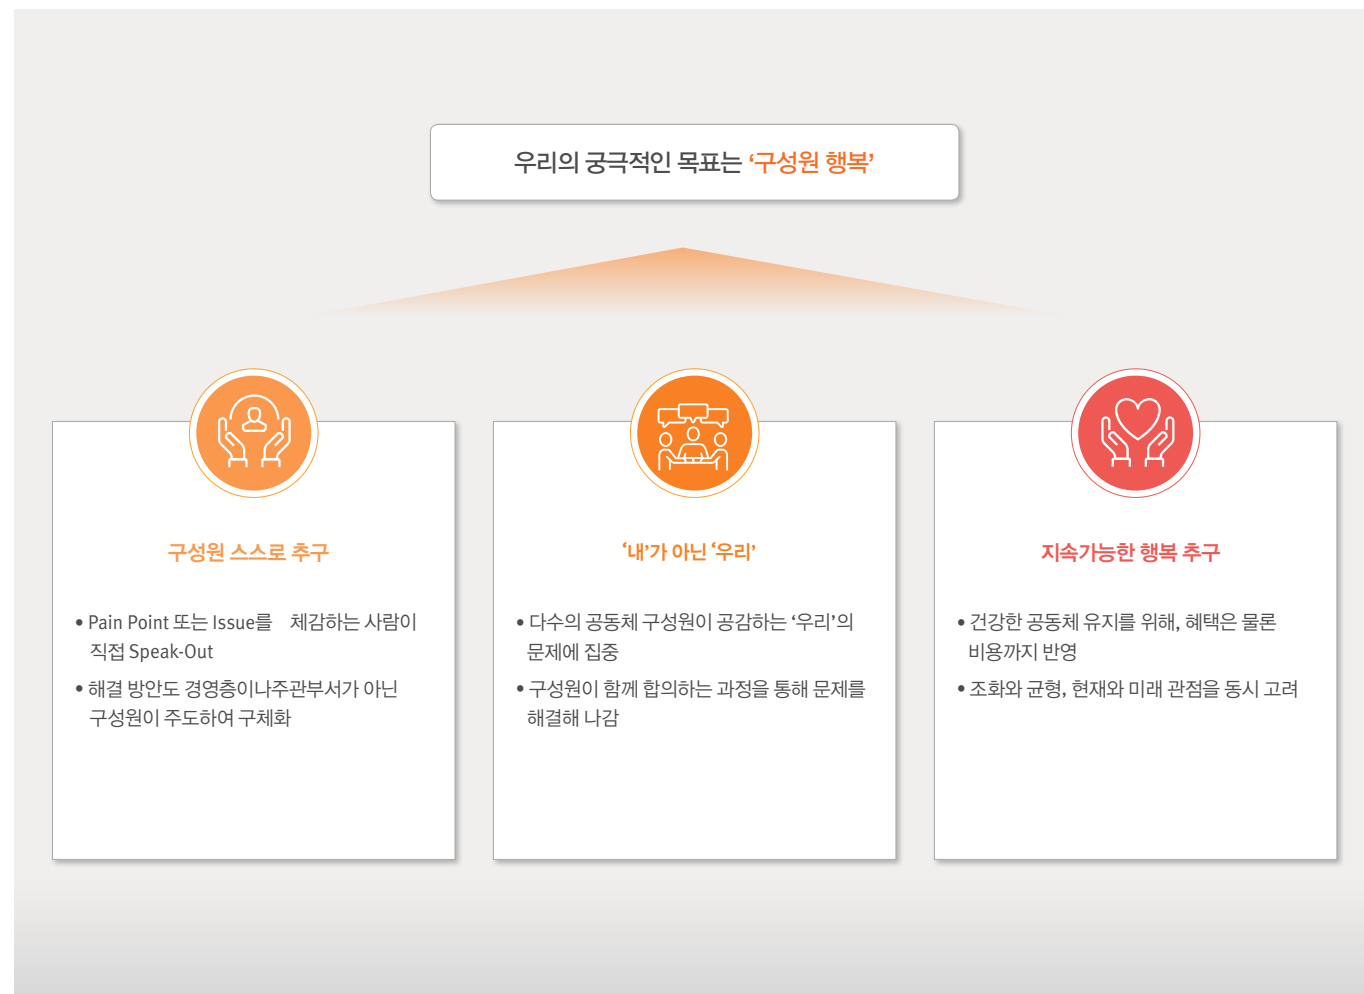 우리의 궁극적인 목표는 ‘구성원 행복’
구성원 스스로 추구
• Pain Point 또는 Issue를 체감하는 사람이
직접 Speak-Out
• 해결 방안도 경영층이나주관부서가 아닌
구성원이 주도하여 구체화
‘내’가 아닌 ‘우리’
• 다수의 공동체 구성원이 공감하는 ‘우리’의
문제에 집중
• 구성원이 함께 합의하는 과정을 통해 문제를
해결해 나감
지속가능한 행복 추구
• 건강한 공동체 유지를 위해, 혜택은 물론
비용까지 반영
• 조화와 균형, 현재와 미래 관점을 동시 고려